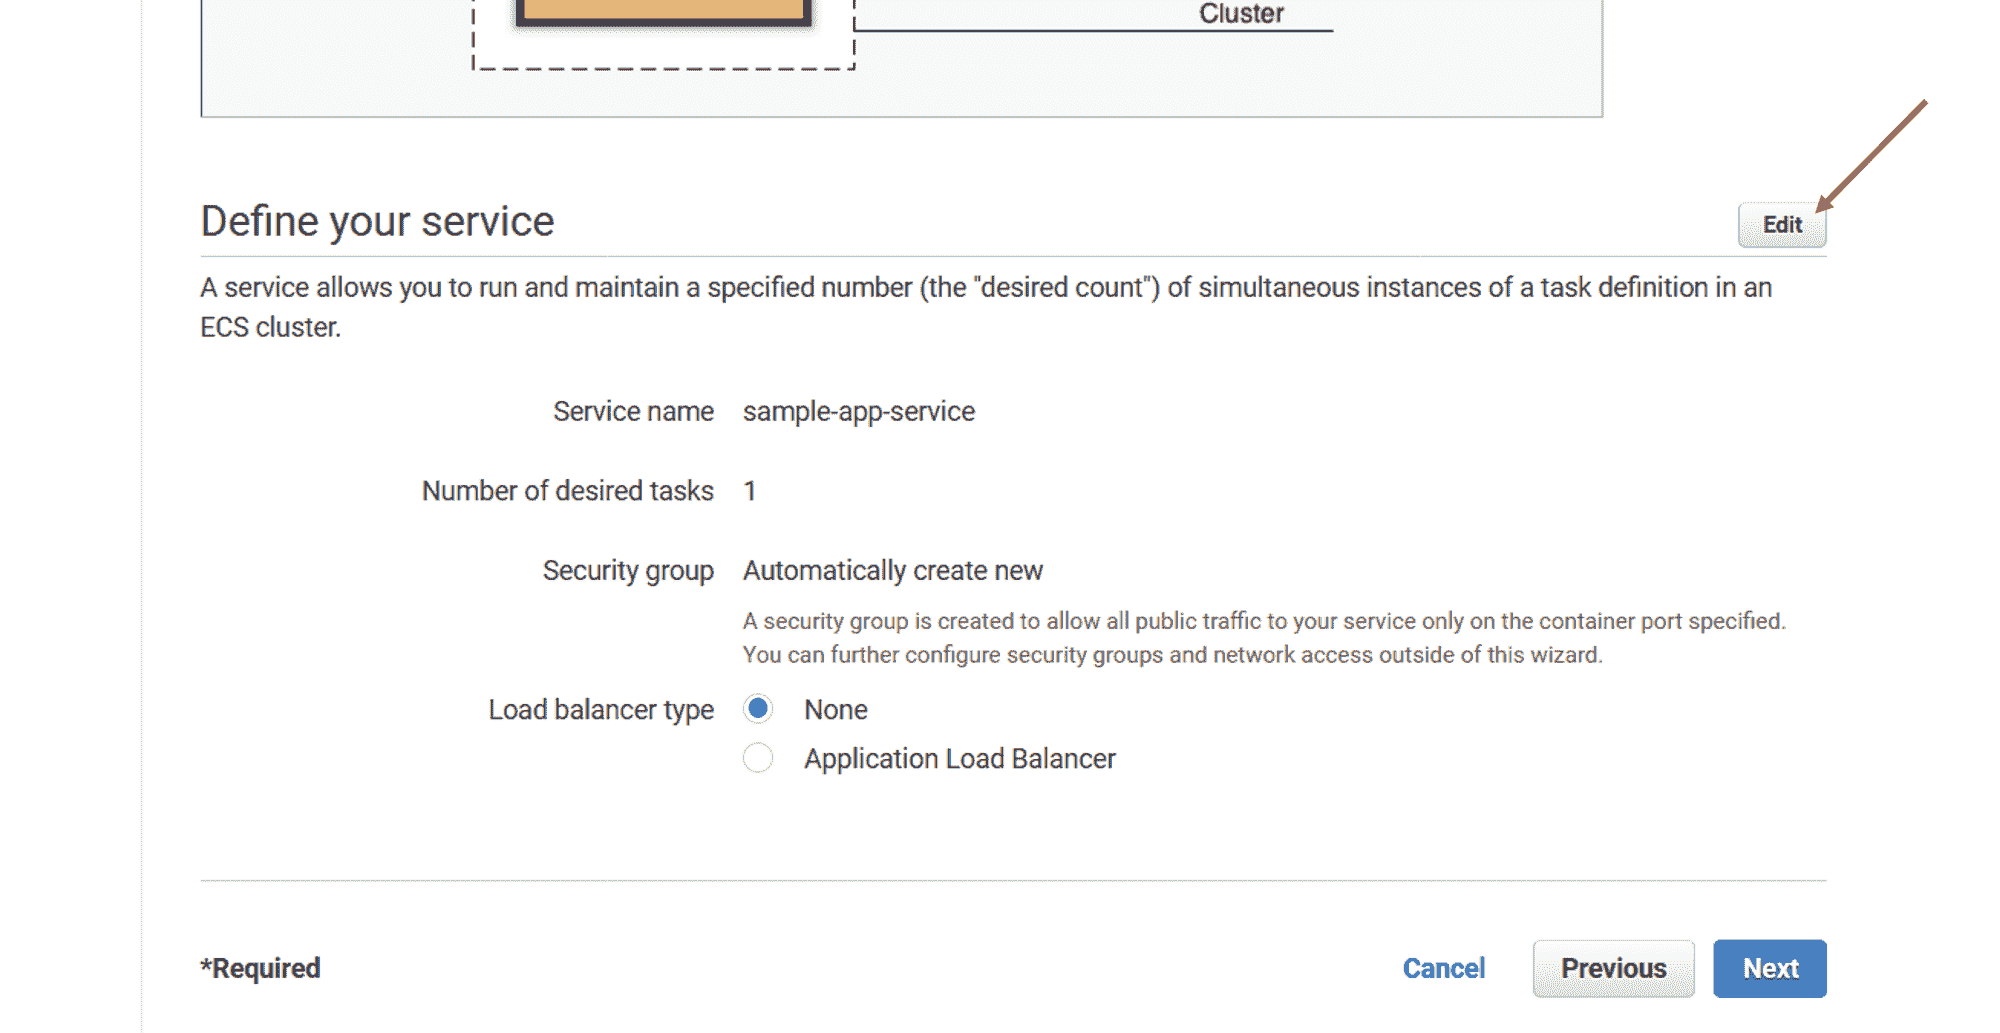 Cluster
Define your service
Edit
A service allows you to run and maintain a specified number (the "desired count") of simultaneous instances of a task definition in an
ECS cluster.
Service name sample-app-service
Number of desired tasks 1
Security group Automatically create new
A security group is created to allow all public traffic to your service only on the container port specified.
You can further configure security groups and network access outside of this wizard.
Load balancer type None
Application Load Balancer
*Required Cancel Previous Next